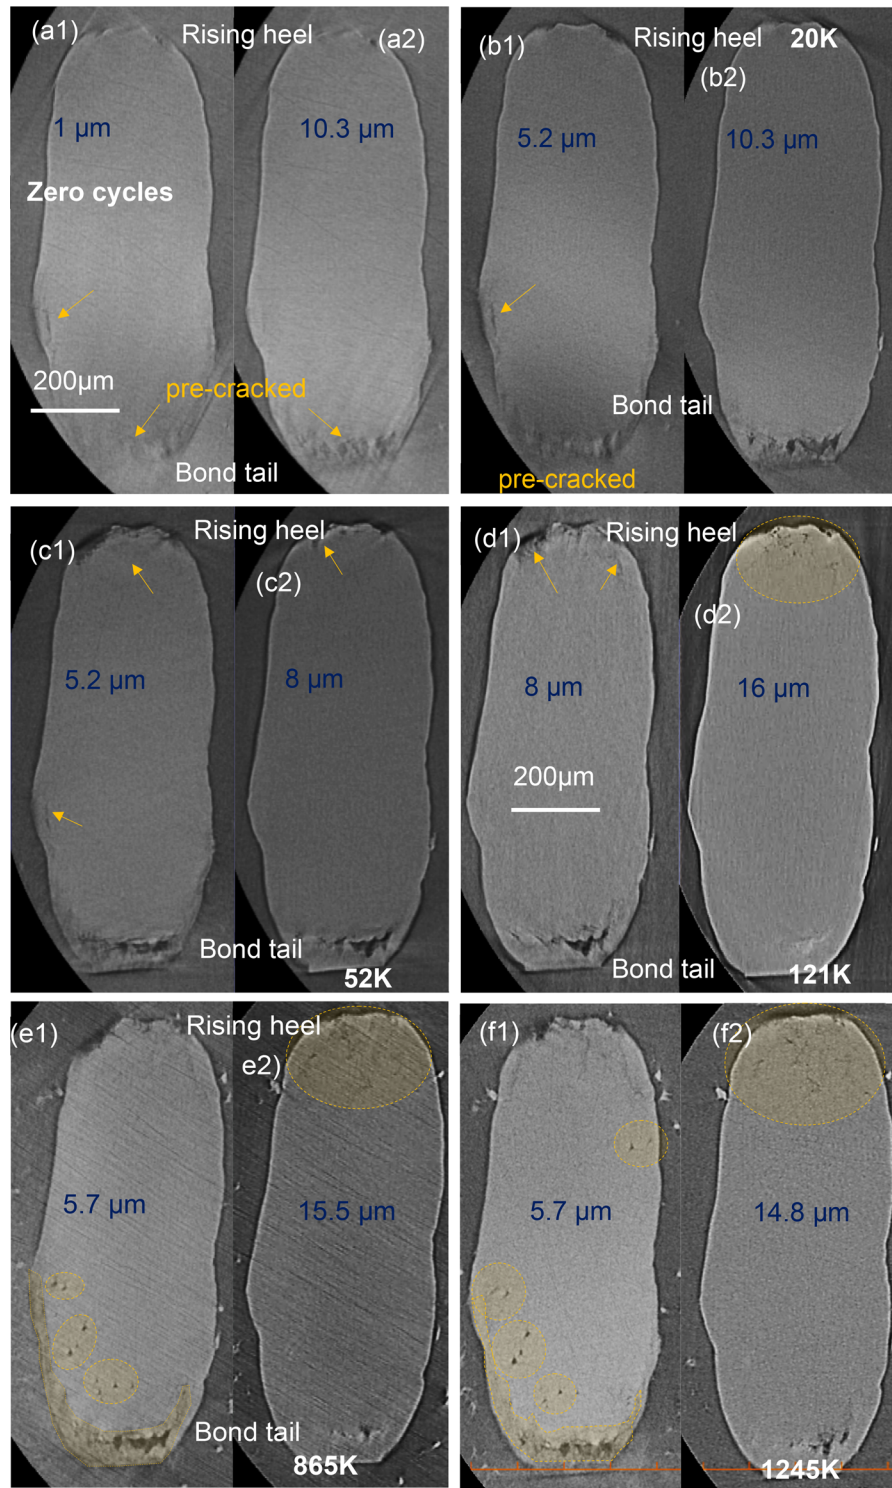 (a1)
Rising heel
(a2)
1 µm
10.3 µm
Zero cycles
200µm
pre-cracked
Bond tail
(b1)
Rising heel
20K
(b2)
5.2 µm
10.3 µm
Bond tail
pre-cracked
(c1)
Rising heel
(c2)
5.2 µm
8 µm
Bond tail
52K
(d1)
Rising heel
(d2)
8 µm
16 µm
200µm
Bond tail
121K
(e1)
Rising heel
e2)
5.7 µm
15.5 µm
Bond tail
865K
(f1)
(f2)
5.7 µm
14.8 µm
1245K